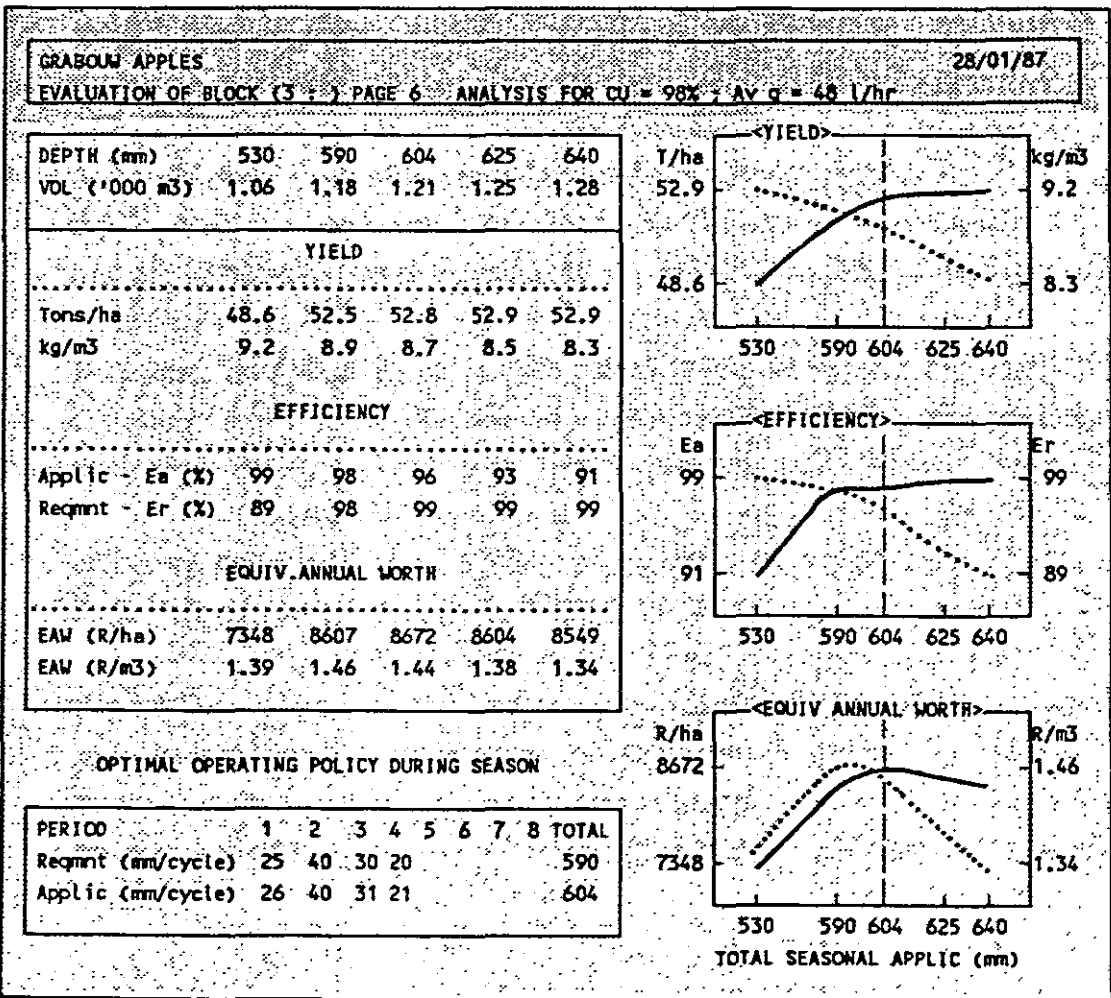 GRABOUW APPLES 28/01/87
EVALUATION OF BLOCK (3 : ) PAGE 6 ANALYSIS FOR CU = 98% ; Av q = 48 l/hr
DEPTH (mm) 530 590 604 625 640
VOL ('000 m3) 1.06 1.18 1.21 1.25 1.28
YIELD
Tons/ha 48.6 52.5 52.8 52.9 52.9
kg/m3 9.2 8.9 8.7 8.5 8.3
EFFICIENCY
Applic - Ea (%) 99 98 96 93 91
Reqmnt - Er (%) 89 98 99 99 99
EQUIV.ANNUAL WORTH
EAW (R/ha) 7348 8607 8672 8604 8549
EAW (R/m3) 1.39 1.46 1.44 1.38 1.34
OPTIMAL OPERATING POLICY DURING SEASON
PERIOD 1 2 3 4 5 6 7 8 TOTAL
Reqmnt (mm/cycle) 25 40 30 20 590
Applic (mm/cycle) 26 40 31 21 604
<YIELD>
T/ha kg/m3
52.9 9.2
48.6 8.3
530 590 604 625 640
<EFFICIENCY>
Ea Er
99 99
91 89
530 590 604 625 640
<EQUIV ANNUAL WORTH>
R/ha R/m3
8672 1.46
7348 1.34
530 590 604 625 640
TOTAL SEASONAL APPLIC (mm)